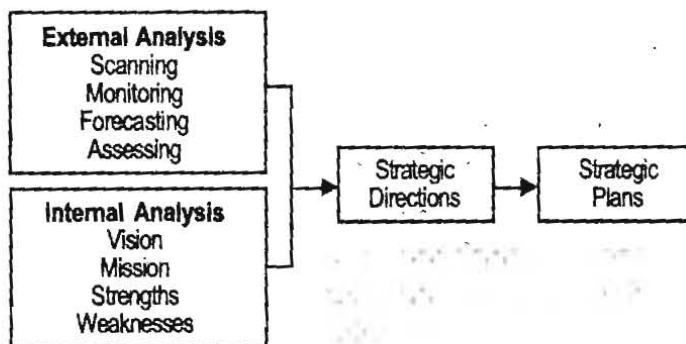 External Analysis
Scanning
Monitoring
Forecasting
Assessing
Internal Analysis
Vision
Mission
Strengths
Weaknesses
Strategic
Directions
Strategic
Plans